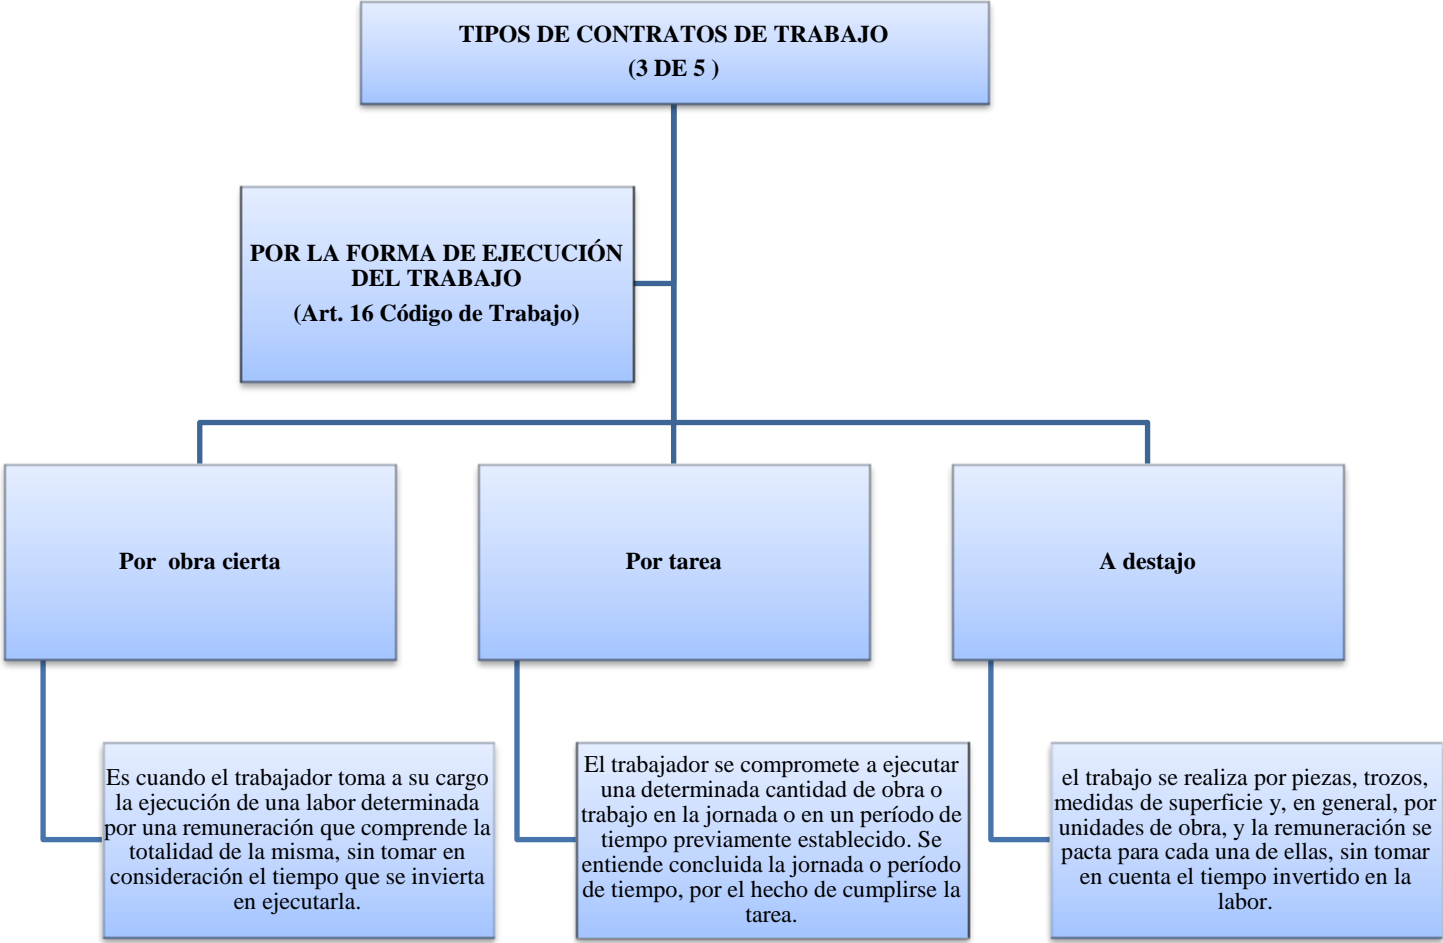 TIPOS DE CONTRATOS DE TRABAJO
(3 DE 5 )
POR LA FORMA DE EJECUCIÓN
DEL TRABAJO
(Art. 16 Código de Trabajo)
Por obra cierta
Por tarea
A destajo
Es cuando el trabajador toma a su cargo
la ejecución de una labor determinada
por una remuneración que comprende la
totalidad de la misma, sin tomar en
consideración el tiempo que se invierta
en ejecutarla.
El trabajador se compromete a ejecutar
una determinada cantidad de obra o
trabajo en la jornada o en un período de
tiempo previamente establecido. Se
entiende concluida la jornada o período
de tiempo, por el hecho de cumplirse la
tarea.
el trabajo se realiza por piezas, trozos,
medidas de superficie y, en general, por
unidades de obra, y la remuneración se
pacta para cada una de ellas, sin tomar
en cuenta el tiempo invertido en la
labor.